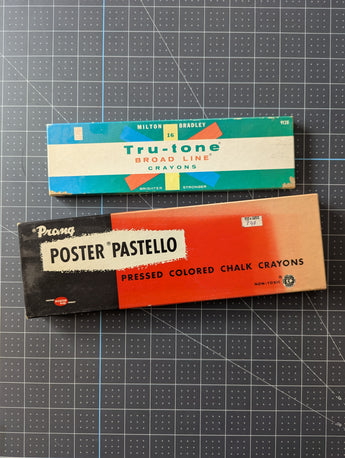 MILTON BRADLEY
16
9128
Tru-tone®
BROAD LINE
CRAYONS
BRIGHTER STRONGER
Prang
POSTER PASTELLO
PRESSED COLORED CHALK CRAYONS
NON-TOXIC